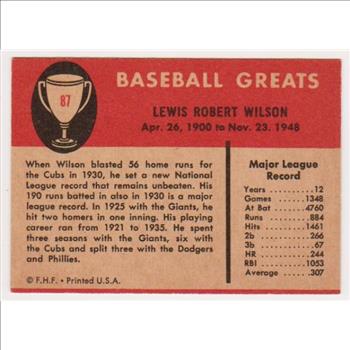 87
BASEBALL GREATS
LEWIS ROBERT WILSON
Apr. 26, 1900 to Nov. 23. 1948
When Wilson blasted 56 home runs for
the Cubs in 1930, he set a new National
League record that remains unbeaten. His
190 runs batted in also in 1930 is a major
league record. In 1925 with the Giants, he
hit two homers in one inning. His playing
career ran from 1921 to 1935. He spent
three seasons with the Giants, six with
the Cubs and split three with the Dodgers
and Phillies.
© F.H.F. • Printed U.S.A.
Major League
Record
Years ........ 12
Games ........ 1348
At Bat ........ 4760
Runs ........ 884
Hits ........ 1461
2b ........ 266
3b ........ 67
HR ........ 244
RBI ........ 1053
Average ........ .307